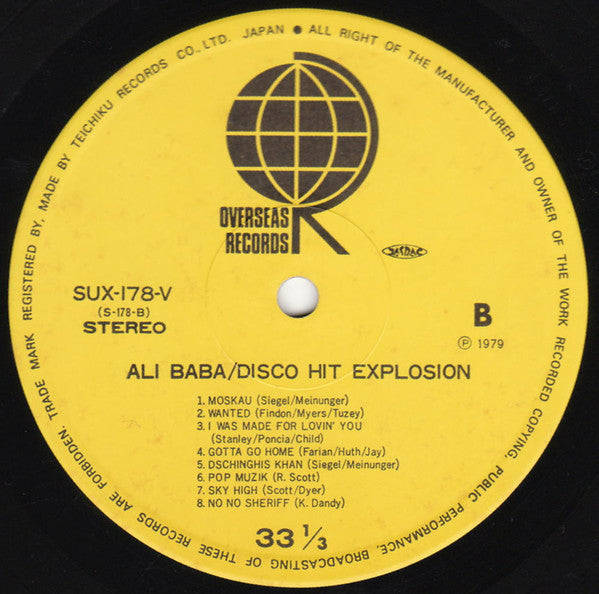 TRADE MARK REGISTERED BY, MADE BY TEICHIKU RECORDS CO., LTD. JAPAN ● ALL RIGHT OF THE MANUFACTURER AND OWNER OF THE WORK RECORDED. COPYING, PUBLIC PERFORMANCE, BROADCASTING OF THESE RECORDS ARE FORBIDDEN.
OVERSEAS
RECORDS
JASRAC
SUX-178-V
(S-178-B)
STEREO
B
Ⓟ 1979
ALI BABA/DISCO HIT EXPLOSION
1. MOSKAU (Siegel/Meinunger)
2. WANTED (Findon/Myers/Tuzey)
3. I WAS MADE FOR LOVIN' YOU
(Stanley/Poncia/Child)
4. GOTTA GO HOME (Farian/Huth/Jay)
5. DSCHINGHIS KHAN (Siegel/Meinunger)
6. POP MUZIK (R. Scott)
7. SKY HIGH (Scott/Dyer)
8. NO NO SHERIFF (K. Dandy)
33 1/3